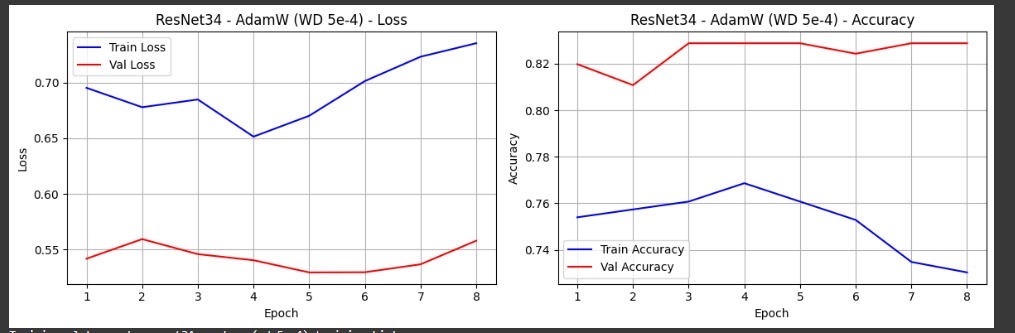 ResNet34 - AdamW (WD 5e-4) - Loss
Train Loss
Val Loss
0.70
0.65
0.60
0.55
Loss
1 2 3 4 5 6 7 8
Epoch
ResNet34 - AdamW (WD 5e-4) - Accuracy
0.82
0.80
0.78
0.76
0.74
Accuracy
Train Accuracy
Val Accuracy
1 2 3 4 5 6 7 8
Epoch